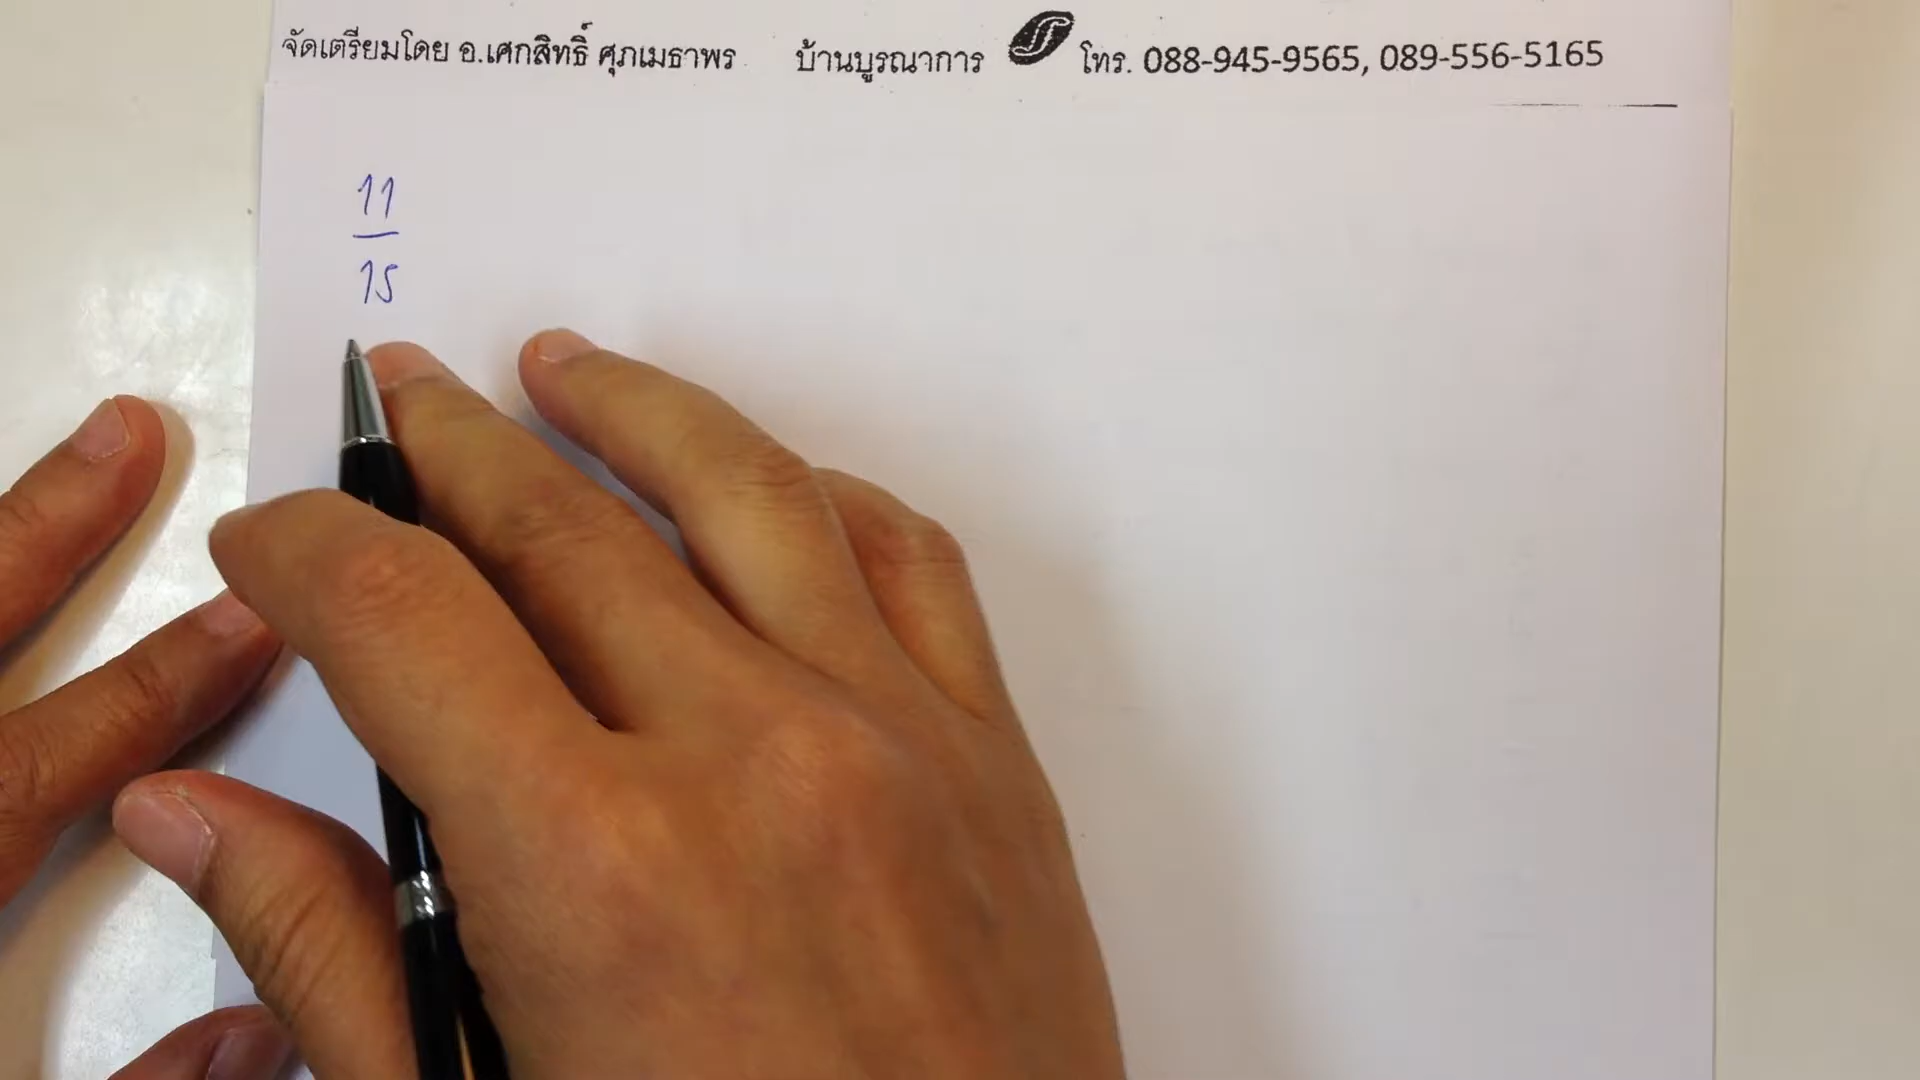 จัดเตรียมโดย อ.เศกสิทธิ์ ศุภเมธาพร บ้านบูรณาการ โทร. 088-945-9565, 089-556-5165
11
15